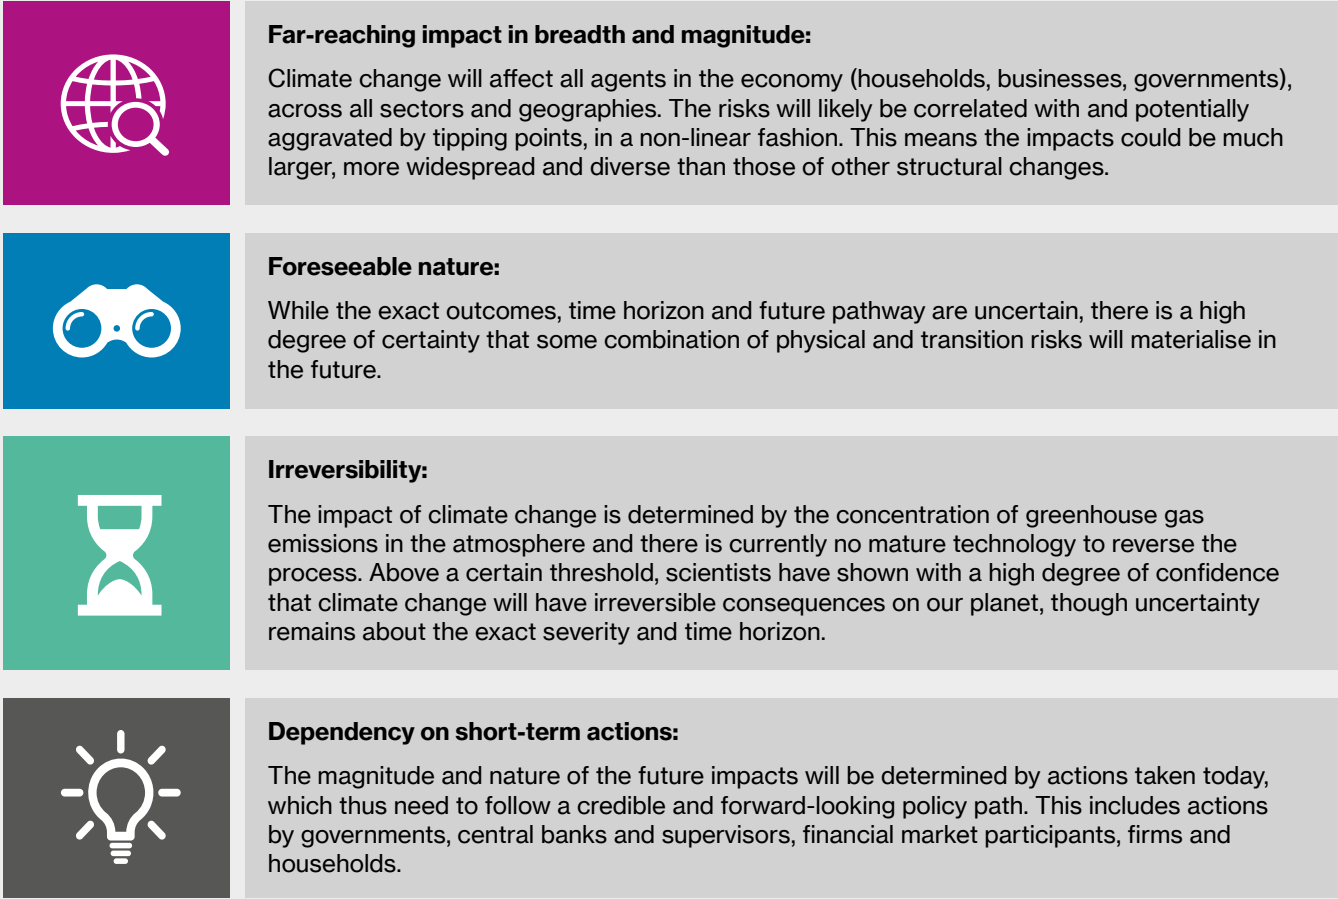 Far-reaching impact in breadth and magnitude:
Climate change will affect all agents in the economy (households, businesses, governments),
across all sectors and geographies. The risks will likely be correlated with and potentially
aggravated by tipping points, in a non-linear fashion. This means the impacts could be much
larger, more widespread and diverse than those of other structural changes.
Foreseeable nature:
While the exact outcomes, time horizon and future pathway are uncertain, there is a high
degree of certainty that some combination of physical and transition risks will materialise in
the future.
Irreversibility:
The impact of climate change is determined by the concentration of greenhouse gas
emissions in the atmosphere and there is currently no mature technology to reverse the
process. Above a certain threshold, scientists have shown with a high degree of confidence
that climate change will have irreversible consequences on our planet, though uncertainty
remains about the exact severity and time horizon.
Dependency on short-term actions:
The magnitude and nature of the future impacts will be determined by actions taken today,
which thus need to follow a credible and forward-looking policy path. This includes actions
by governments, central banks and supervisors, financial market participants, firms and
households.